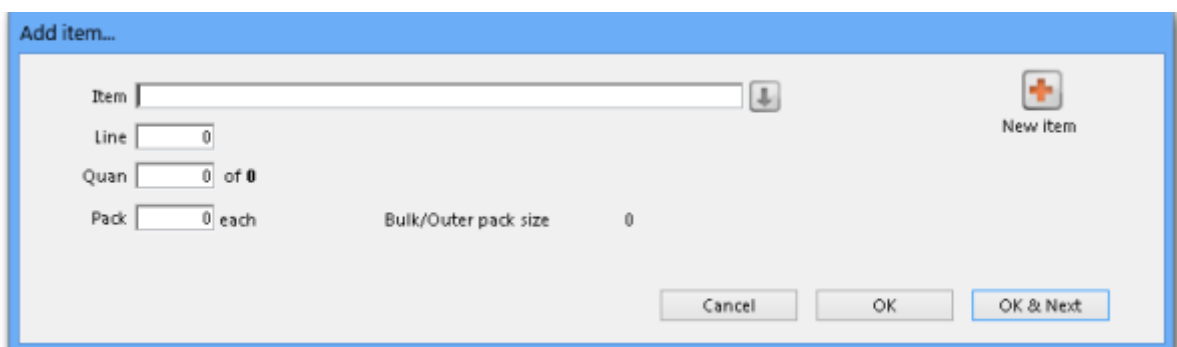 Add item...
Item
New item
Line 0
Quan 0 of 0
Pack 0 each Bulk/Outer pack size 0
Cancel OK OK & Next